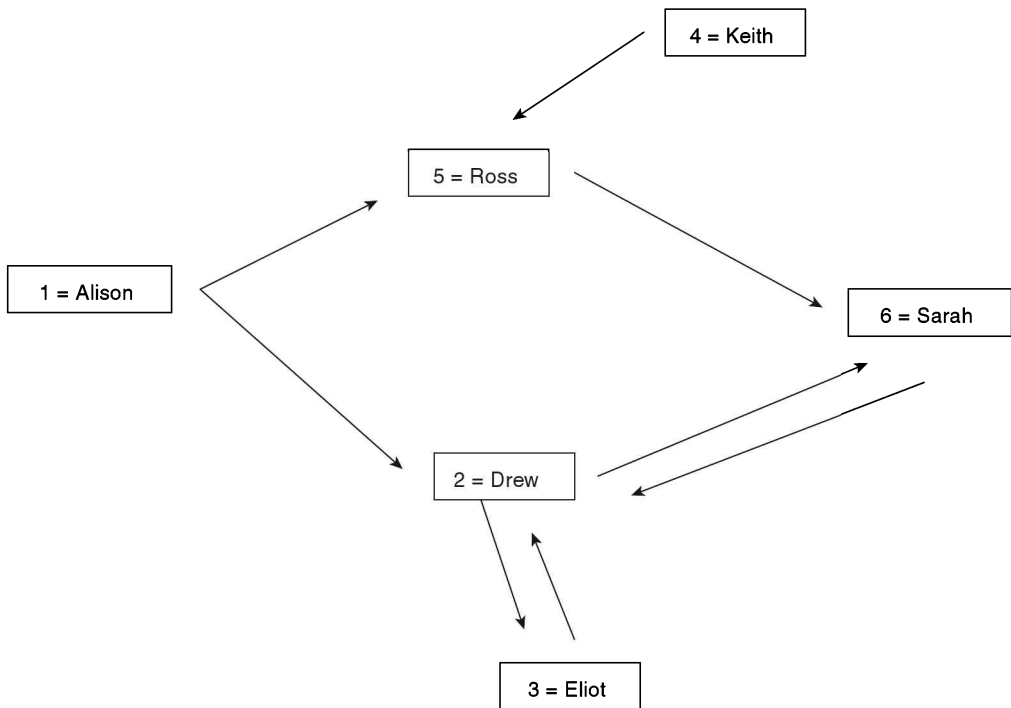 4 = Keith
5 = Ross
1 = Alison
6 = Sarah
2 = Drew
3 = Eliot